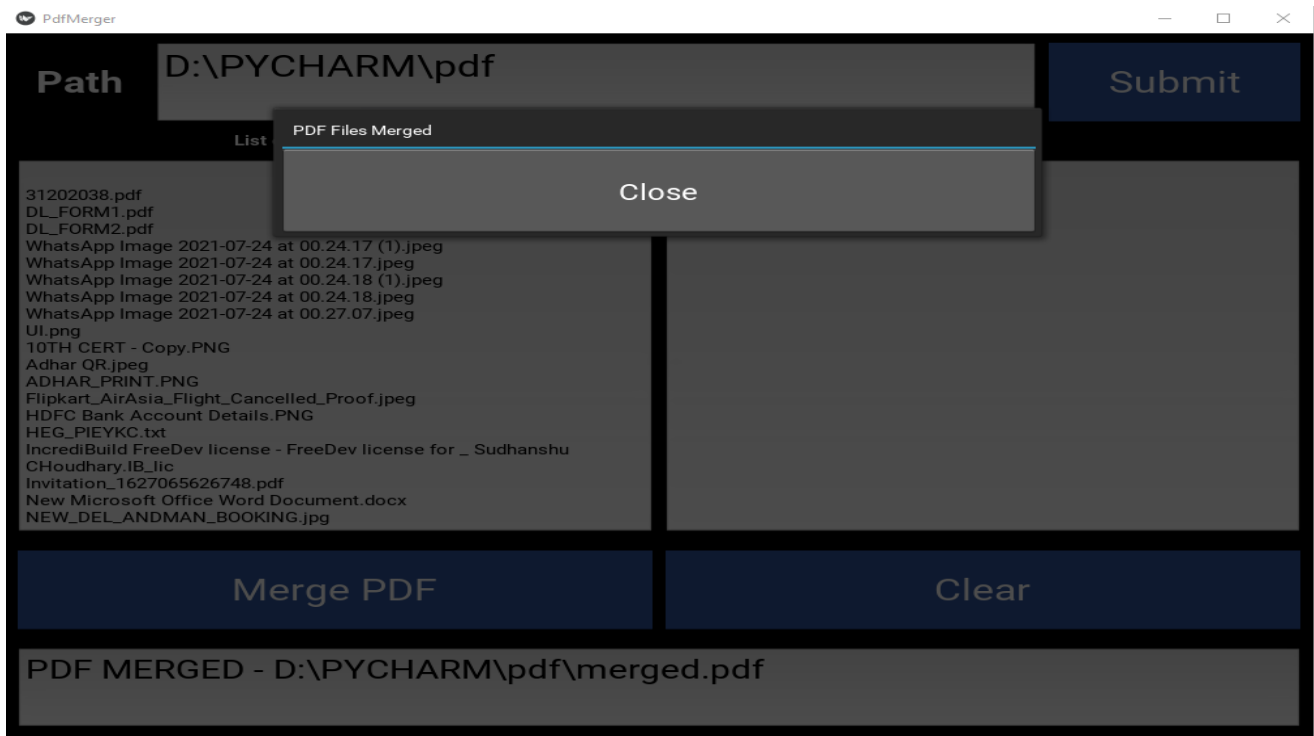 PdfMerger
Path
D:\PYCHARM\pdf
Submit
List
PDF Files Merged
Close
31202038.pdf
DL_FORM1.pdf
DL_FORM2.pdf
WhatsApp Image 2021-07-24 at 00.24.17 (1).jpeg
WhatsApp Image 2021-07-24 at 00.24.17.jpeg
WhatsApp Image 2021-07-24 at 00.24.18 (1).jpeg
WhatsApp Image 2021-07-24 at 00.24.18.jpeg
WhatsApp Image 2021-07-24 at 00.27.07.jpeg
UI.png
10TH CERT - Copy.PNG
Adhar QR.jpeg
ADHAR_PRINT.PNG
Flipkart_AirAsia_Flight_Cancelled_Proof.jpeg
HDFC Bank Account Details.PNG
HEG_PIEYKC.txt
IncrediBuild FreeDev license - FreeDev license for _ Sudhanshu
CHoudhary.IB_lic
Invitation_1627065626748.pdf
New Microsoft Office Word Document.docx
NEW_DEL_ANDMAN_BOOKING.jpg
Merge PDF
Clear
PDF MERGED - D:\PYCHARM\pdf\merged.pdf